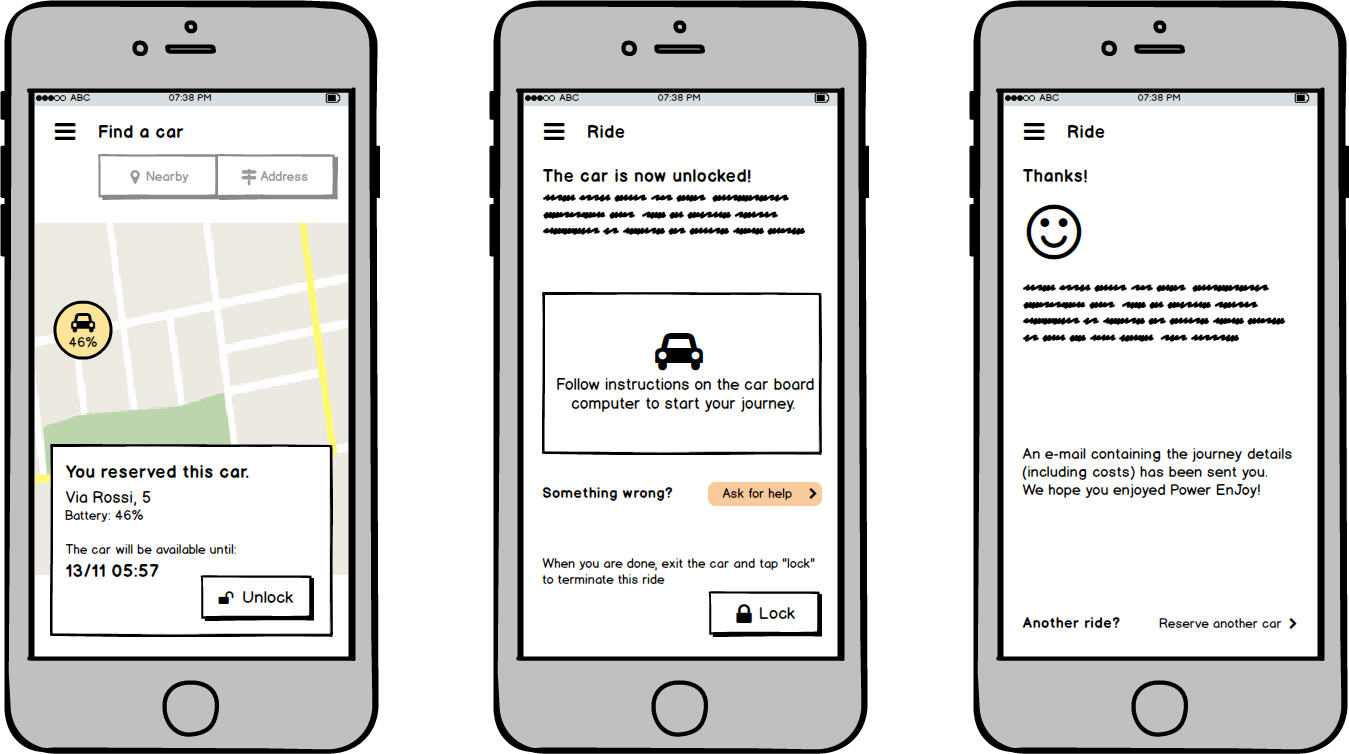 ABC 07:38 PM
Find a car
Nearby Address
46%
You reserved this car.
Via Rossi, 5
Battery: 46%
The car will be available until:
13/11 05:57
Unlock
ABC 07:38 PM
Ride
The car is now unlocked!
Follow instructions on the car board
computer to start your journey.
Something wrong? Ask for help
When you are done, exit the car and tap "lock"
to terminate this ride
Lock
ABC 07:38 PM
Ride
Thanks!
An e-mail containing the journey details
(including costs) has been sent you.
We hope you enjoyed Power EnJoy!
Another ride? Reserve another car